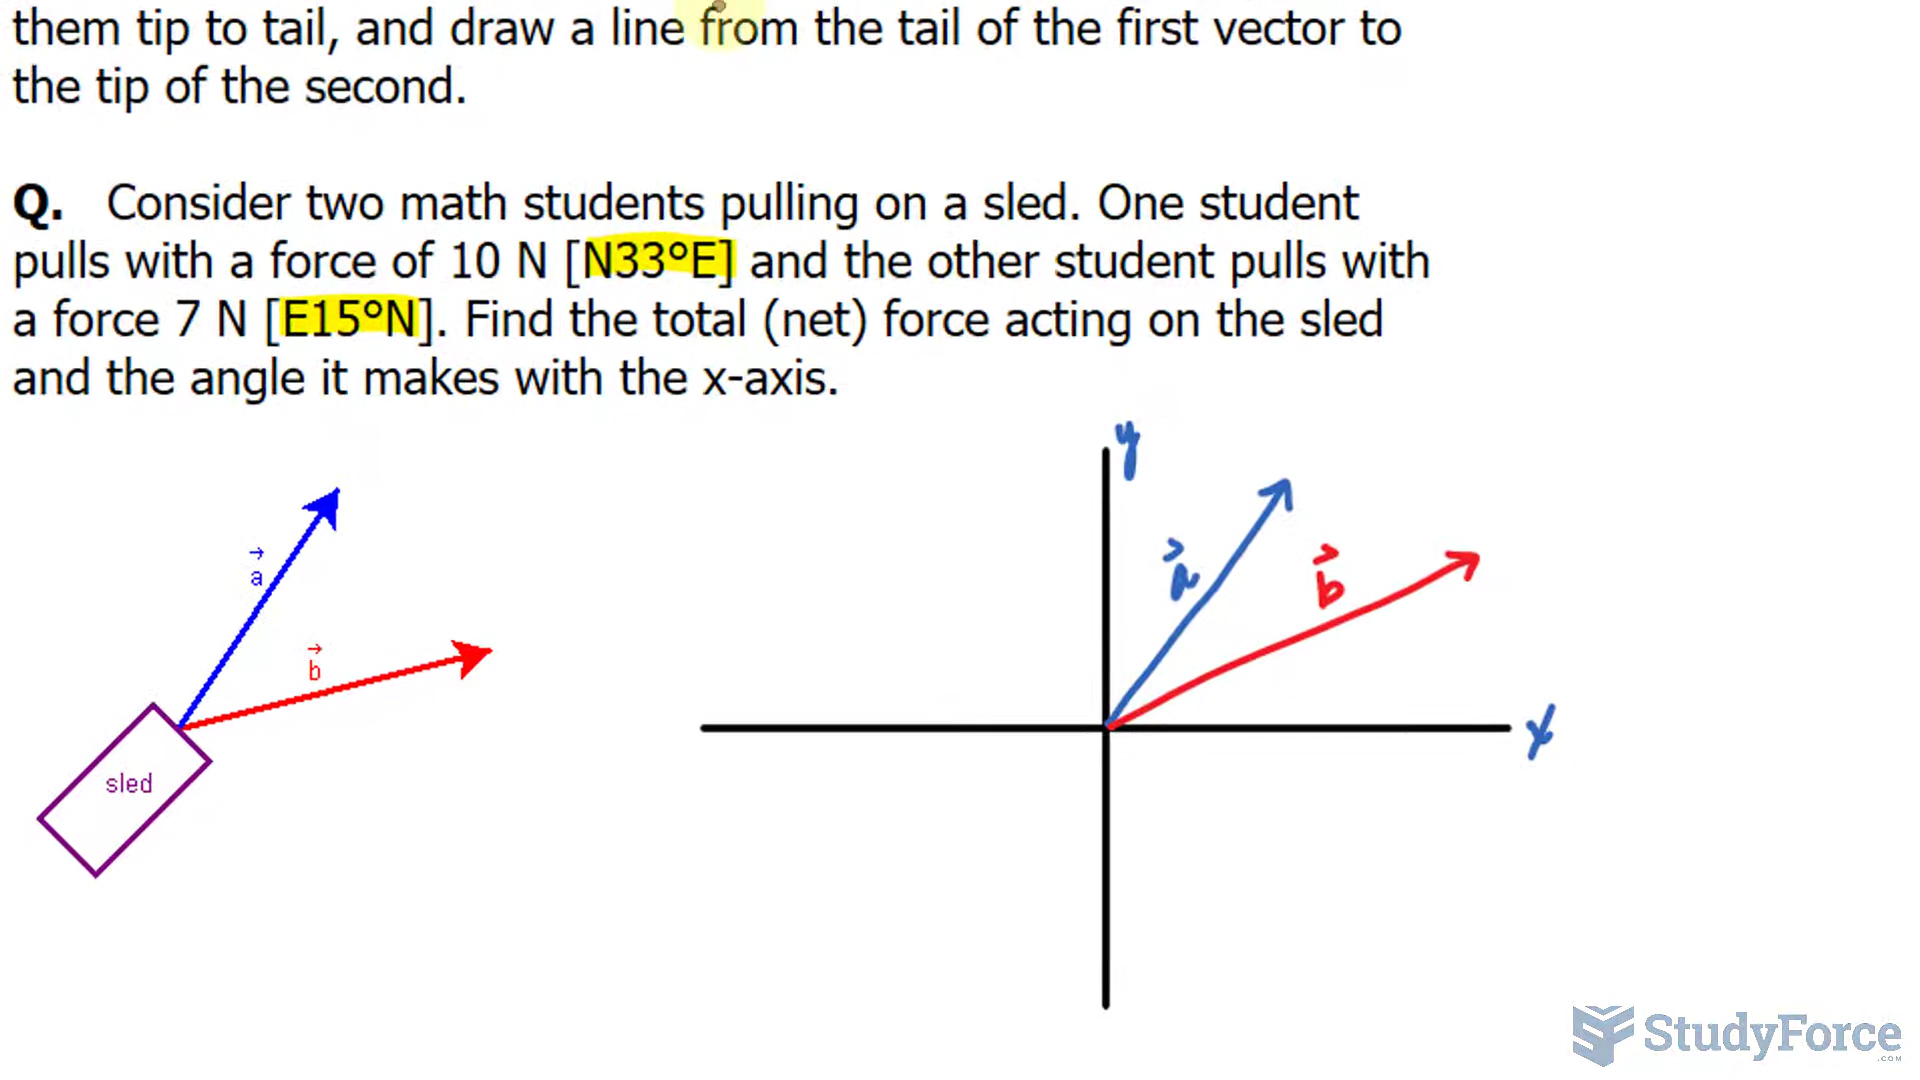 them tip to tail, and draw a line from the tail of the first vector to
the tip of the second.
Q. Consider two math students pulling on a sled. One student
pulls with a force of 10 N [N33°E] and the other student pulls with
a force 7 N [E15°N]. Find the total (net) force acting on the sled
and the angle it makes with the x-axis.
y
a
a
b
b
x
sled
StudyForce
.COM